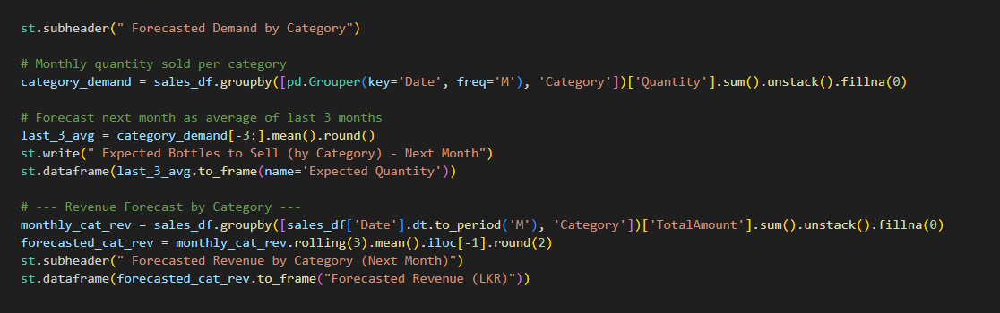 st.subheader(" Forecasted Demand by Category")
# Monthly quantity sold per category
category_demand = sales_df.groupby([pd.Grouper(key='Date', freq='M'), 'Category'])['Quantity'].sum().unstack().fillna(0)
# Forecast next month as average of last 3 months
last_3_avg = category_demand[-3:].mean().round()
st.write(" Expected Bottles to Sell (by Category) - Next Month")
st.dataframe(last_3_avg.to_frame(name='Expected Quantity'))
# --- Revenue Forecast by Category ---
monthly_cat_rev = sales_df.groupby([sales_df['Date'].dt.to_period('M'), 'Category'])['TotalAmount'].sum().unstack().fillna(0)
forecasted_cat_rev = monthly_cat_rev.rolling(3).mean().iloc[-1].round(2)
st.subheader(" Forecasted Revenue by Category (Next Month)")
st.dataframe(forecasted_cat_rev.to_frame("Forecasted Revenue (LKR)"))